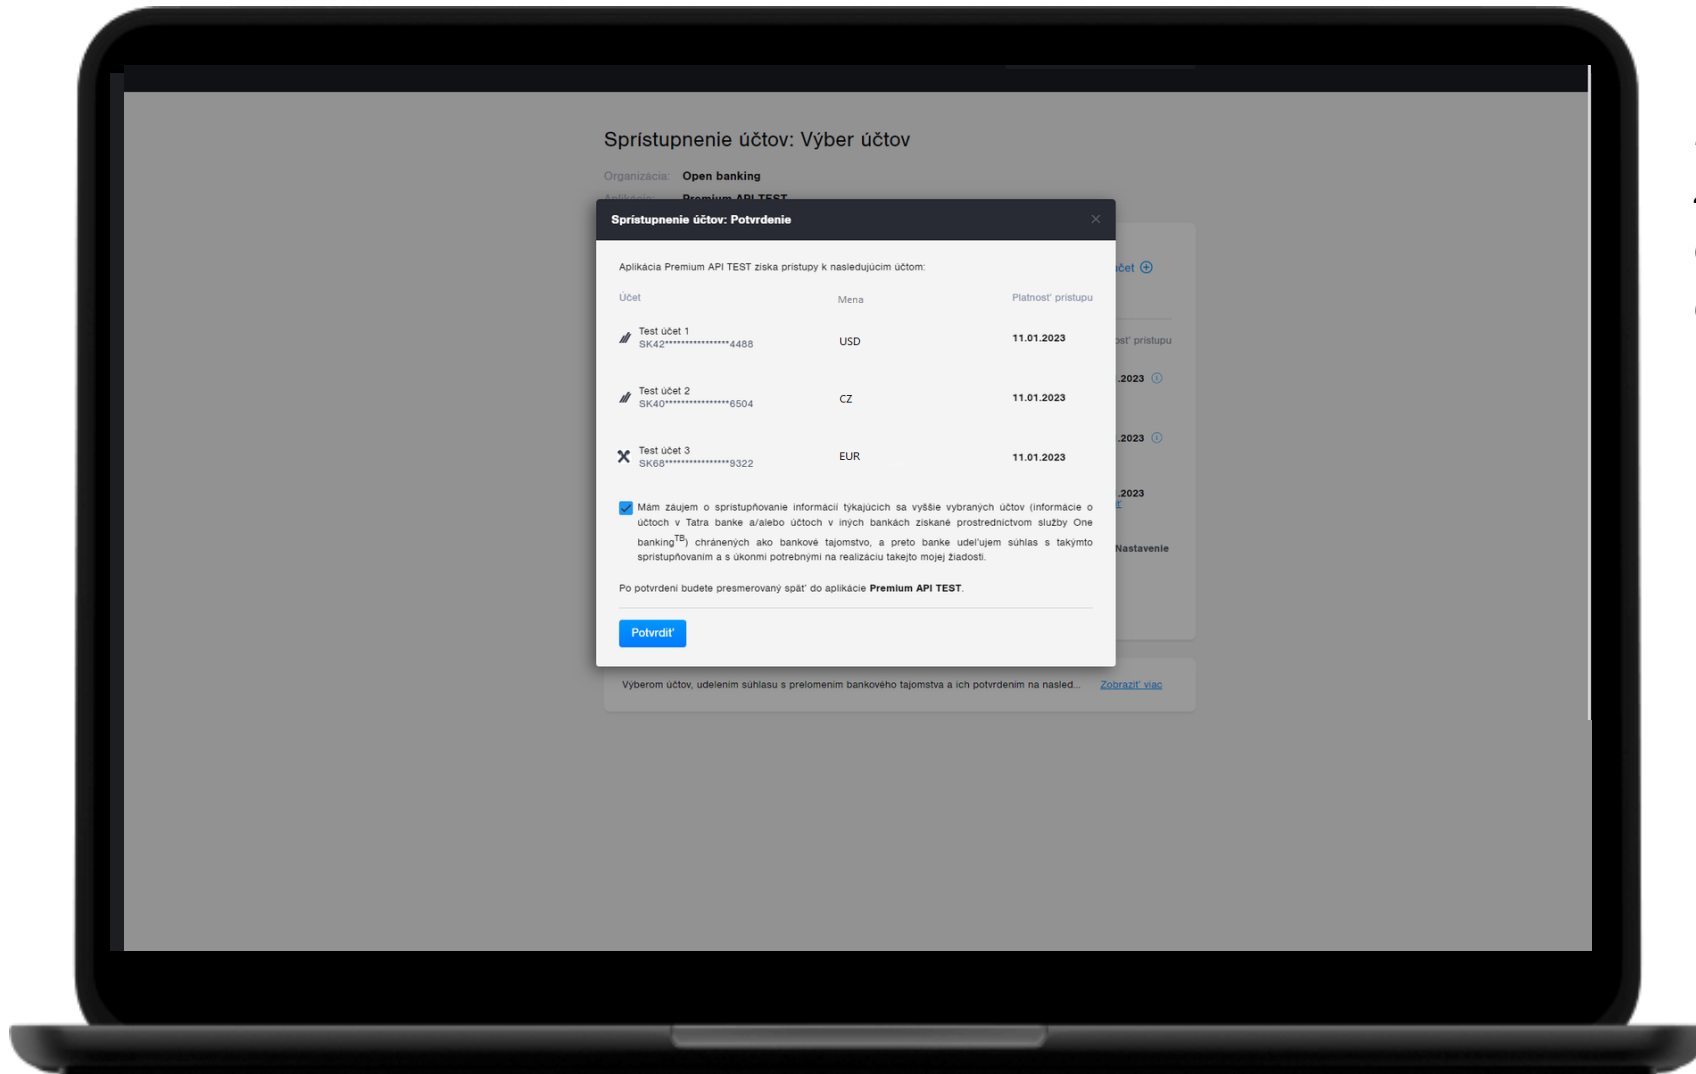 Sprístupnenie účtov: Výber účtov
Organizácia: Open banking
Aplikácia: Premium API TEST
Sprístupnenie účtov: Potvrdenie
Aplikácia Premium API TEST získa prístupy k nasledujúcim účtom:
účet
Účet Mena Platnosť prístupu
Test účet 1
SK42****************4488 USD 11.01.2023
prístupu
.2023
Test účet 2
SK40****************6504 CZ 11.01.2023
.2023
Test účet 3
SK68****************9322 EUR 11.01.2023
.2023
Mám záujem o sprístupňovanie informácií týkajúcich sa vyššie vybraných účtov (informácie o
účtoch v Tatra banke a/alebo účtoch v iných bankách získané prostredníctvom služby One
bankingTB) chránených ako bankové tajomstvo, a preto banke udeľujem súhlas s takýmto
sprístupňovaním a s úkonmi potrebnými na realizáciu takejto mojej žiadosti.
Nastavenie
Po potvrdení budete presmerovaný späť do aplikácie Premium API TEST.
Potvrdiť
Výberom účtov, udelením súhlasu s prelomením bankového tajomstva a ich potvrdením na nasled... Zobraziť viac